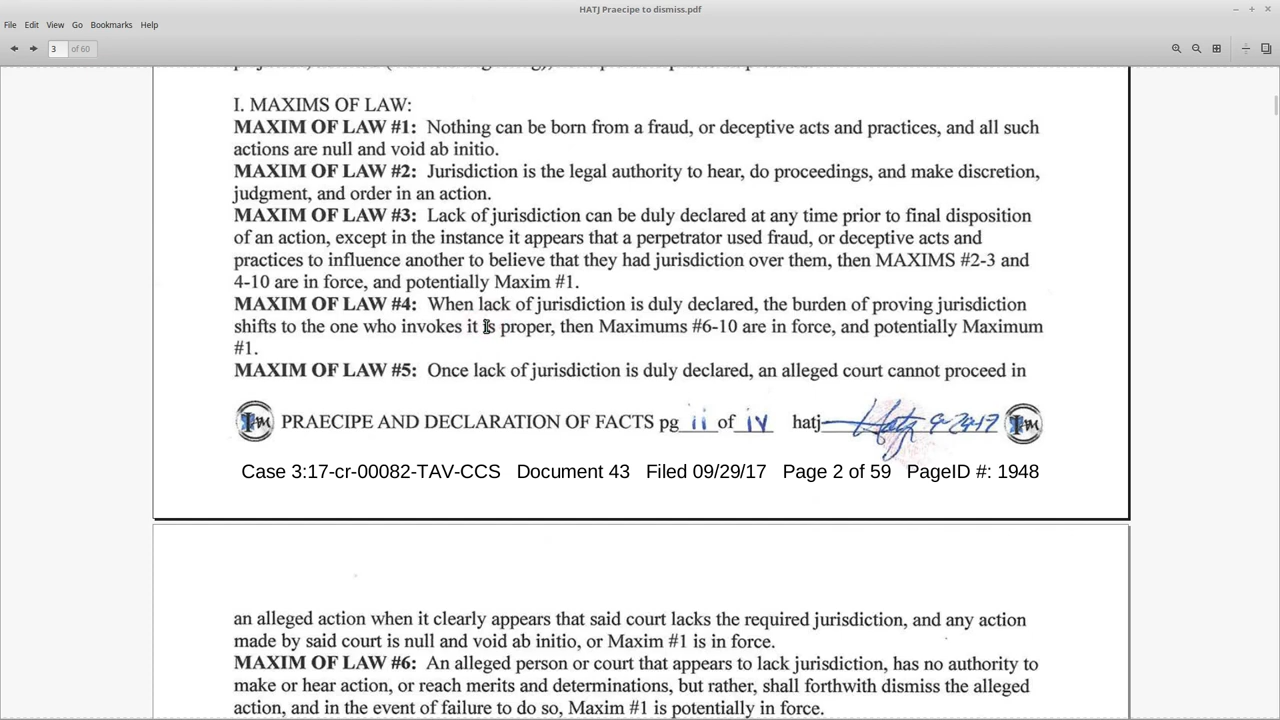 HATJ Praecipe to dismiss.pdf
File Edit View Go Bookmarks Help
3 of 60
I. MAXIMS OF LAW:
MAXIM OF LAW #1: Nothing can be born from a fraud, or deceptive acts and practices, and all such
actions are null and void ab initio.
MAXIM OF LAW #2: Jurisdiction is the legal authority to hear, do proceedings, and make discretion,
judgment, and order in an action.
MAXIM OF LAW #3: Lack of jurisdiction can be duly declared at any time prior to final disposition
of an action, except in the instance it appears that a perpetrator used fraud, or deceptive acts and
practices to influence another to believe that they had jurisdiction over them, then MAXIMS #2-3 and
4-10 are in force, and potentially Maxim #1.
MAXIM OF LAW #4: When lack of jurisdiction is duly declared, the burden of proving jurisdiction
shifts to the one who invokes it is proper, then Maximums #6-10 are in force, and potentially Maximum
#1.
MAXIM OF LAW #5: Once lack of jurisdiction is duly declared, an alleged court cannot proceed in
PRAECIPE AND DECLARATION OF FACTS pg ii of iv hatj Hatj 9-29-17
Case 3:17-cr-00082-TAV-CCS Document 43 Filed 09/29/17 Page 2 of 59 PageID #: 1948
an alleged action when it clearly appears that said court lacks the required jurisdiction, and any action
made by said court is null and void ab initio, or Maxim #1 is in force.
MAXIM OF LAW #6: An alleged person or court that appears to lack jurisdiction, has no authority to
make or hear action, or reach merits and determinations, but rather, shall forthwith dismiss the alleged
action, and in the event of failure to do so, Maxim #1 is potentially in force.